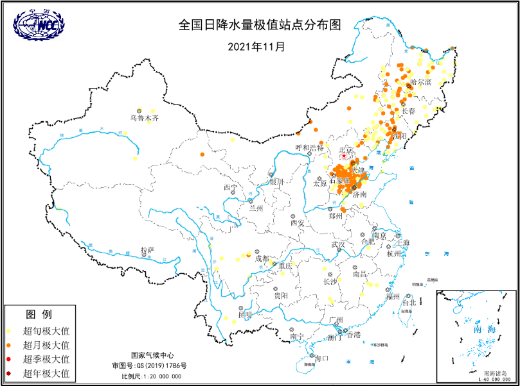 全国日降水量极值站点分布图
2021年11月
NCC
哈尔滨
长春
沈阳
乌鲁木齐
呼和浩特
北京
天津
石家庄
太原
银川
济南
西宁
兰州
郑州
西安
拉萨
南京
合肥
上海
成都
武汉
杭州
重庆
南昌
长沙
贵阳
福州
台北
昆明
广州
南宁
澳门
香港
海口
图 例
超旬极大值
超月极大值
超季极大值
超年极大值
国家气候中心
审图号:GS(2019)1786号
比例尺:1:20 000 000
南 海
南海诸岛
1:40 000 000